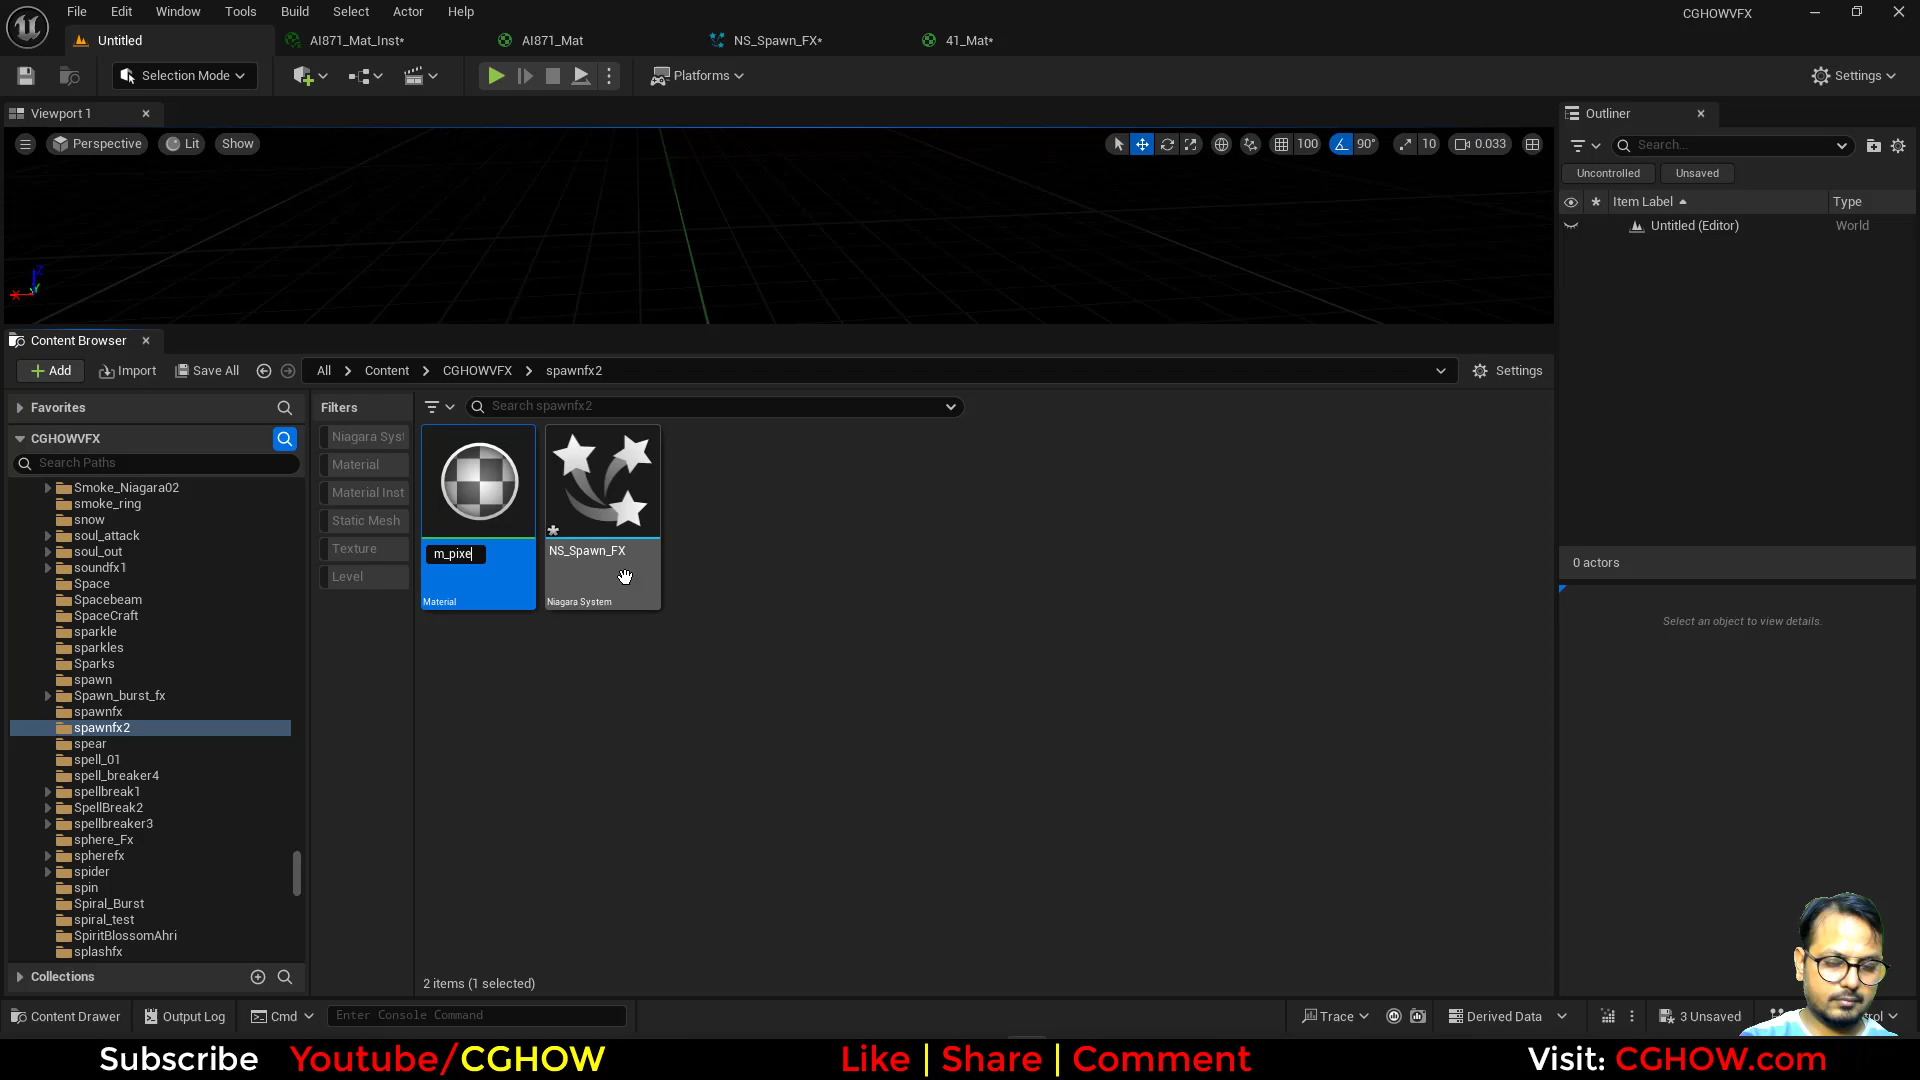 File Edit Window Tools Build Select Actor Help
CGHOWVFX
Untitled AI871_Mat_Inst* AI871_Mat NS_Spawn_FX* 41_Mat*
Selection Mode Platforms Settings
Viewport 1
Perspective Lit Show
100 90° 10 0.033
Z
Outliner
Search...
Uncontrolled Unsaved
Item Label Type
Untitled (Editor) World
0 actors
Select an object to view details.
Content Browser
Add Import Save All All Content CGHOWVFX spawnfx2 Settings
Favorites
CGHOWVFX
Search Paths
Smoke_Niagara02
smoke_ring
snow
soul_attack
soul_out
soundfx1
Space
Spacebeam
SpaceCraft
sparkle
sparkles
Sparks
spawn
Spawn_burst_fx
spawnfx
spawnfx2
spear
spell_01
spell_breaker4
spellbreak1
SpellBreak2
spellbreaker3
sphere_Fx
spherefx
spider
spin
Spiral_Burst
spiral_test
SpiritBlossomAhri
splashfx
Collections
Filters
Niagara Syst
Material
Material Inst
Static Mesh
Texture
Level
Search spawnfx2
m_pixe
Material
NS_Spawn_FX
Niagara System
2 items (1 selected)
Content Drawer Output Log Cmd Enter Console Command Trace Derived Data 3 Unsaved
Subscribe Youtube/CGHOW Like | Share | Comment Visit: CGHOW.com